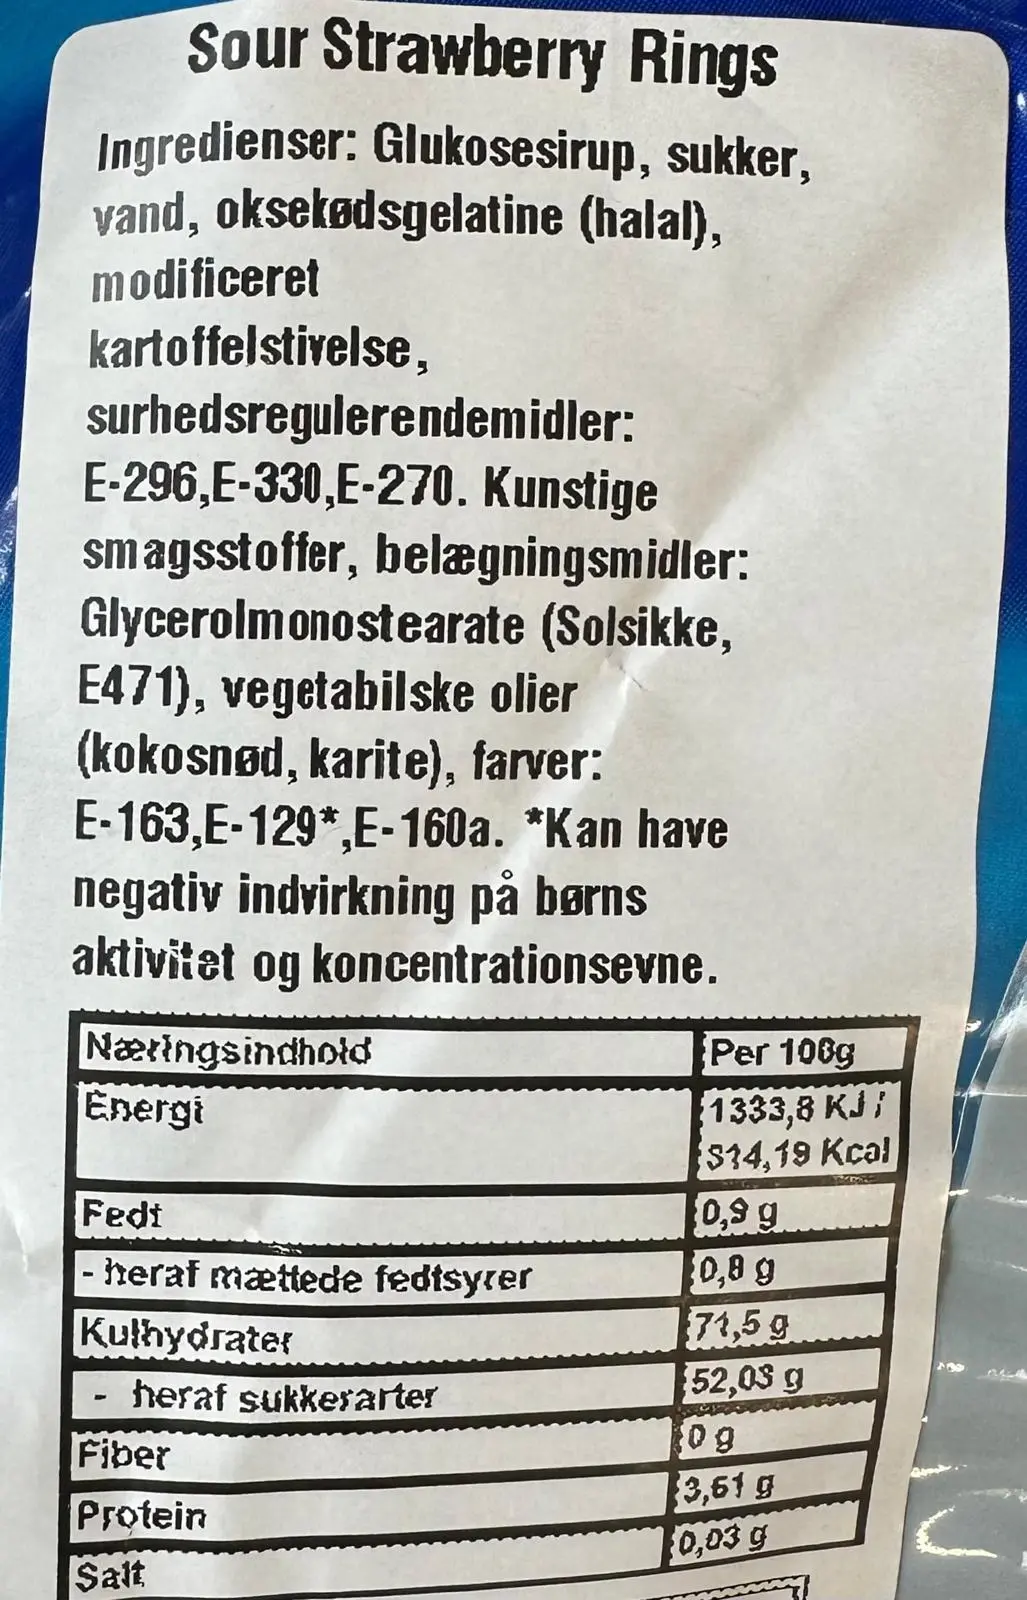 Sour Strawberry Rings
Ingredienser: Glukosesirup, sukker,
vand, oksekødsgelatine (halal),
modificeret
kartoffelstivelse,
surhedsregulerendemidler:
E-296,E-330,E-270. Kunstige
smagsstoffer, belægningsmidler:
Glycerolmonostearate (Solsikke,
E471), vegetabilske olier
(kokosnød, karite), farver:
E-163,E-129*,E-160a. *Kan have
negativ indvirkning på børns
aktivitet og koncentrationsevne.
Næringsindhold Per 100g
Energi 1333,8 KJ /
314,19 Kcal
Fedt 0,9 g
- heraf mættede fedtsyrer 0,8 g
Kulhydrater 71,5 g
- heraf sukkerarter 52,03 g
Fiber 0 g
Protein 3,61 g
Salt 0,03 g